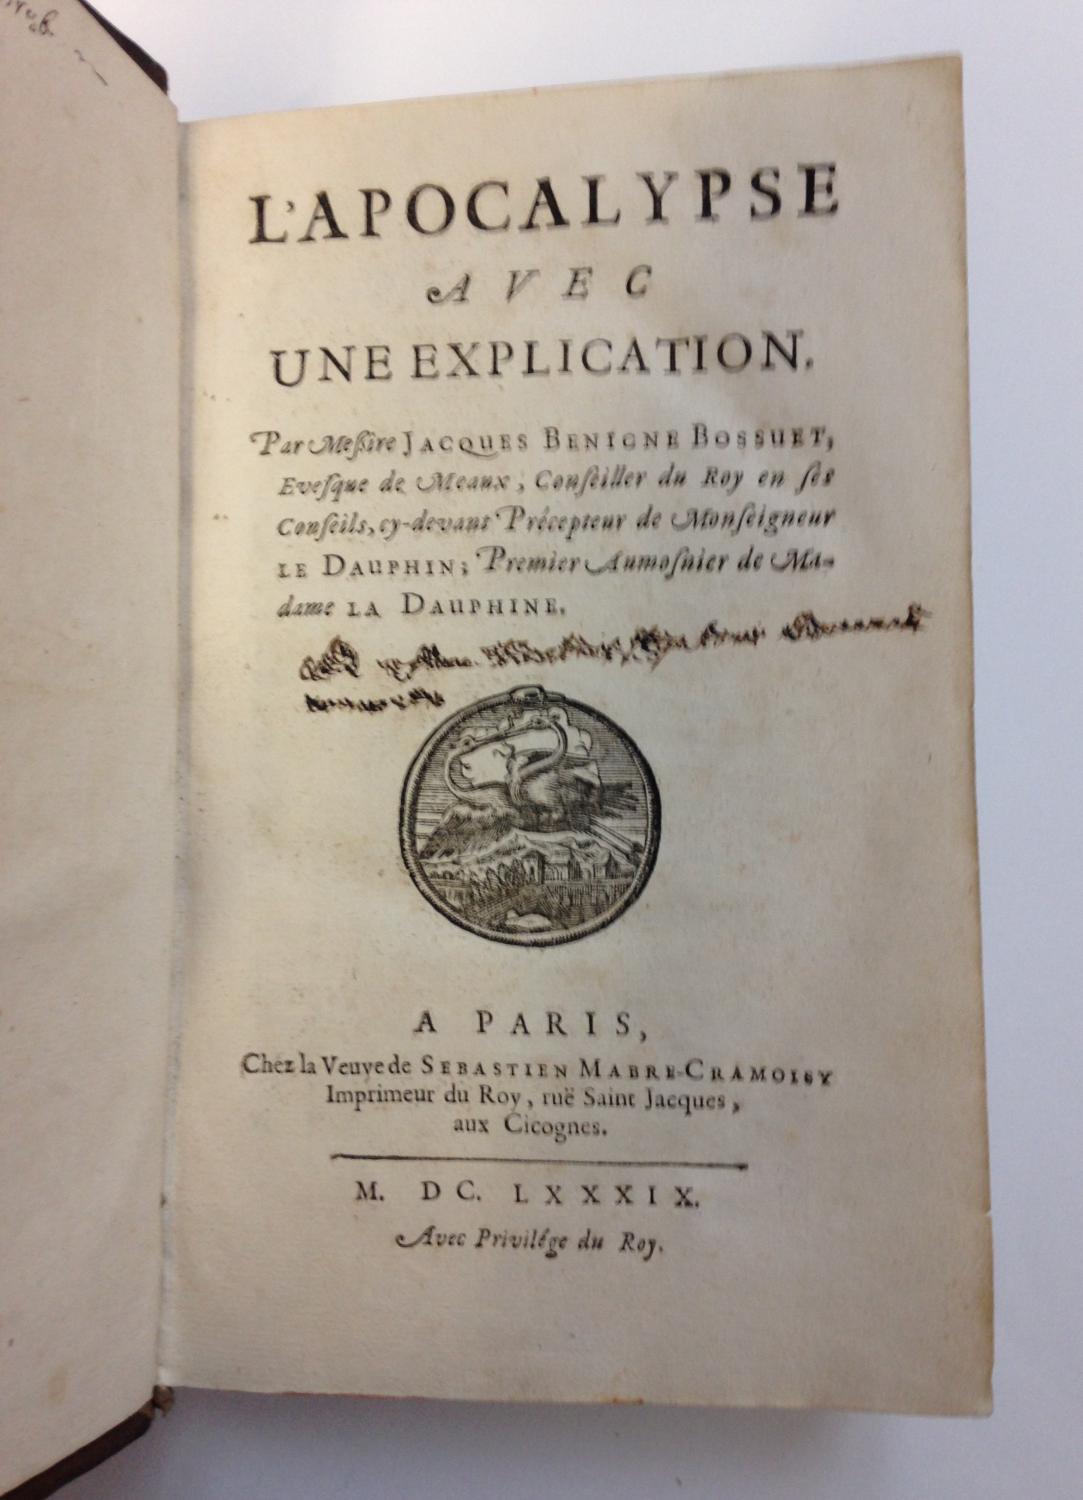 L'APOCALYPSE
AVEC
UNE EXPLICATION.
Par Meßire JACQUES BENIGNE BOSSUET,
Eveſque de Meaux, Conſeiller du Roy en ſes
Conſeils, cy-devant Précepteur de Monſeigneur
LE DAUPHIN; Premier Aumoſnier de Ma-
dame LA DAUPHINE.
A PARIS,
Chez la Veuve de SEBASTIEN MABRE-CRAMOISY
Imprimeur du Roy, ruë Saint Jacques,
aux Cicognes.
M. DC. LXXXIX.
Avec Privilége du Roy.